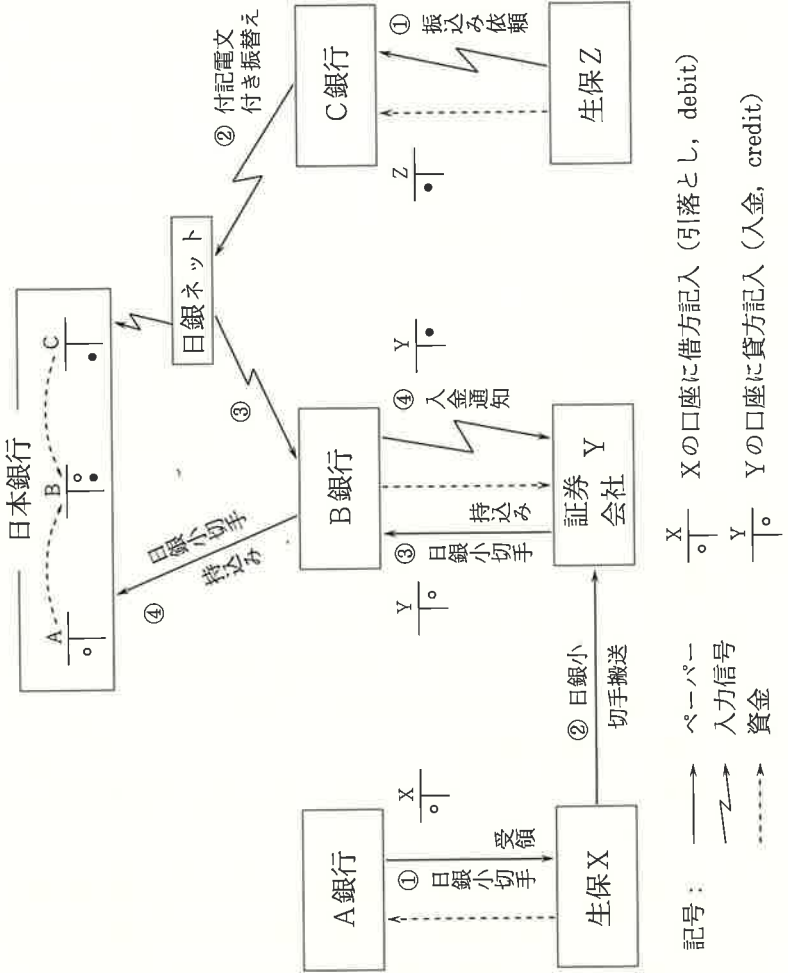 日本銀行
A
B
C
日銀ネット
② 付記電文
付き振替え
③
④
日銀小切手
持込み
A銀行
B銀行
C銀行
X
Y
Y
Z
① 日銀小切手
受領
③ 日銀小切手
持込み
④ 入金通知
① 振込み依頼
生保X
② 日銀小
切手搬送
証券
会社
Y
生保Z
記号:
ペーパー
入力信号
資金
X
Xの口座に借方記入(引落とし, debit)
Y
Yの口座に貸方記入(入金, credit)